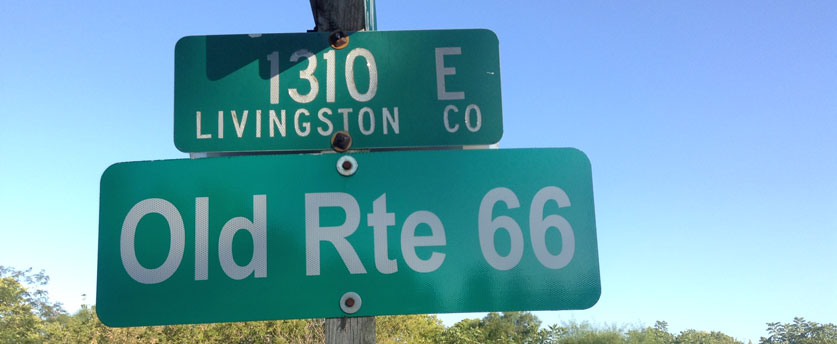 1310 E
LIVINGSTON CO
Old Rte 66